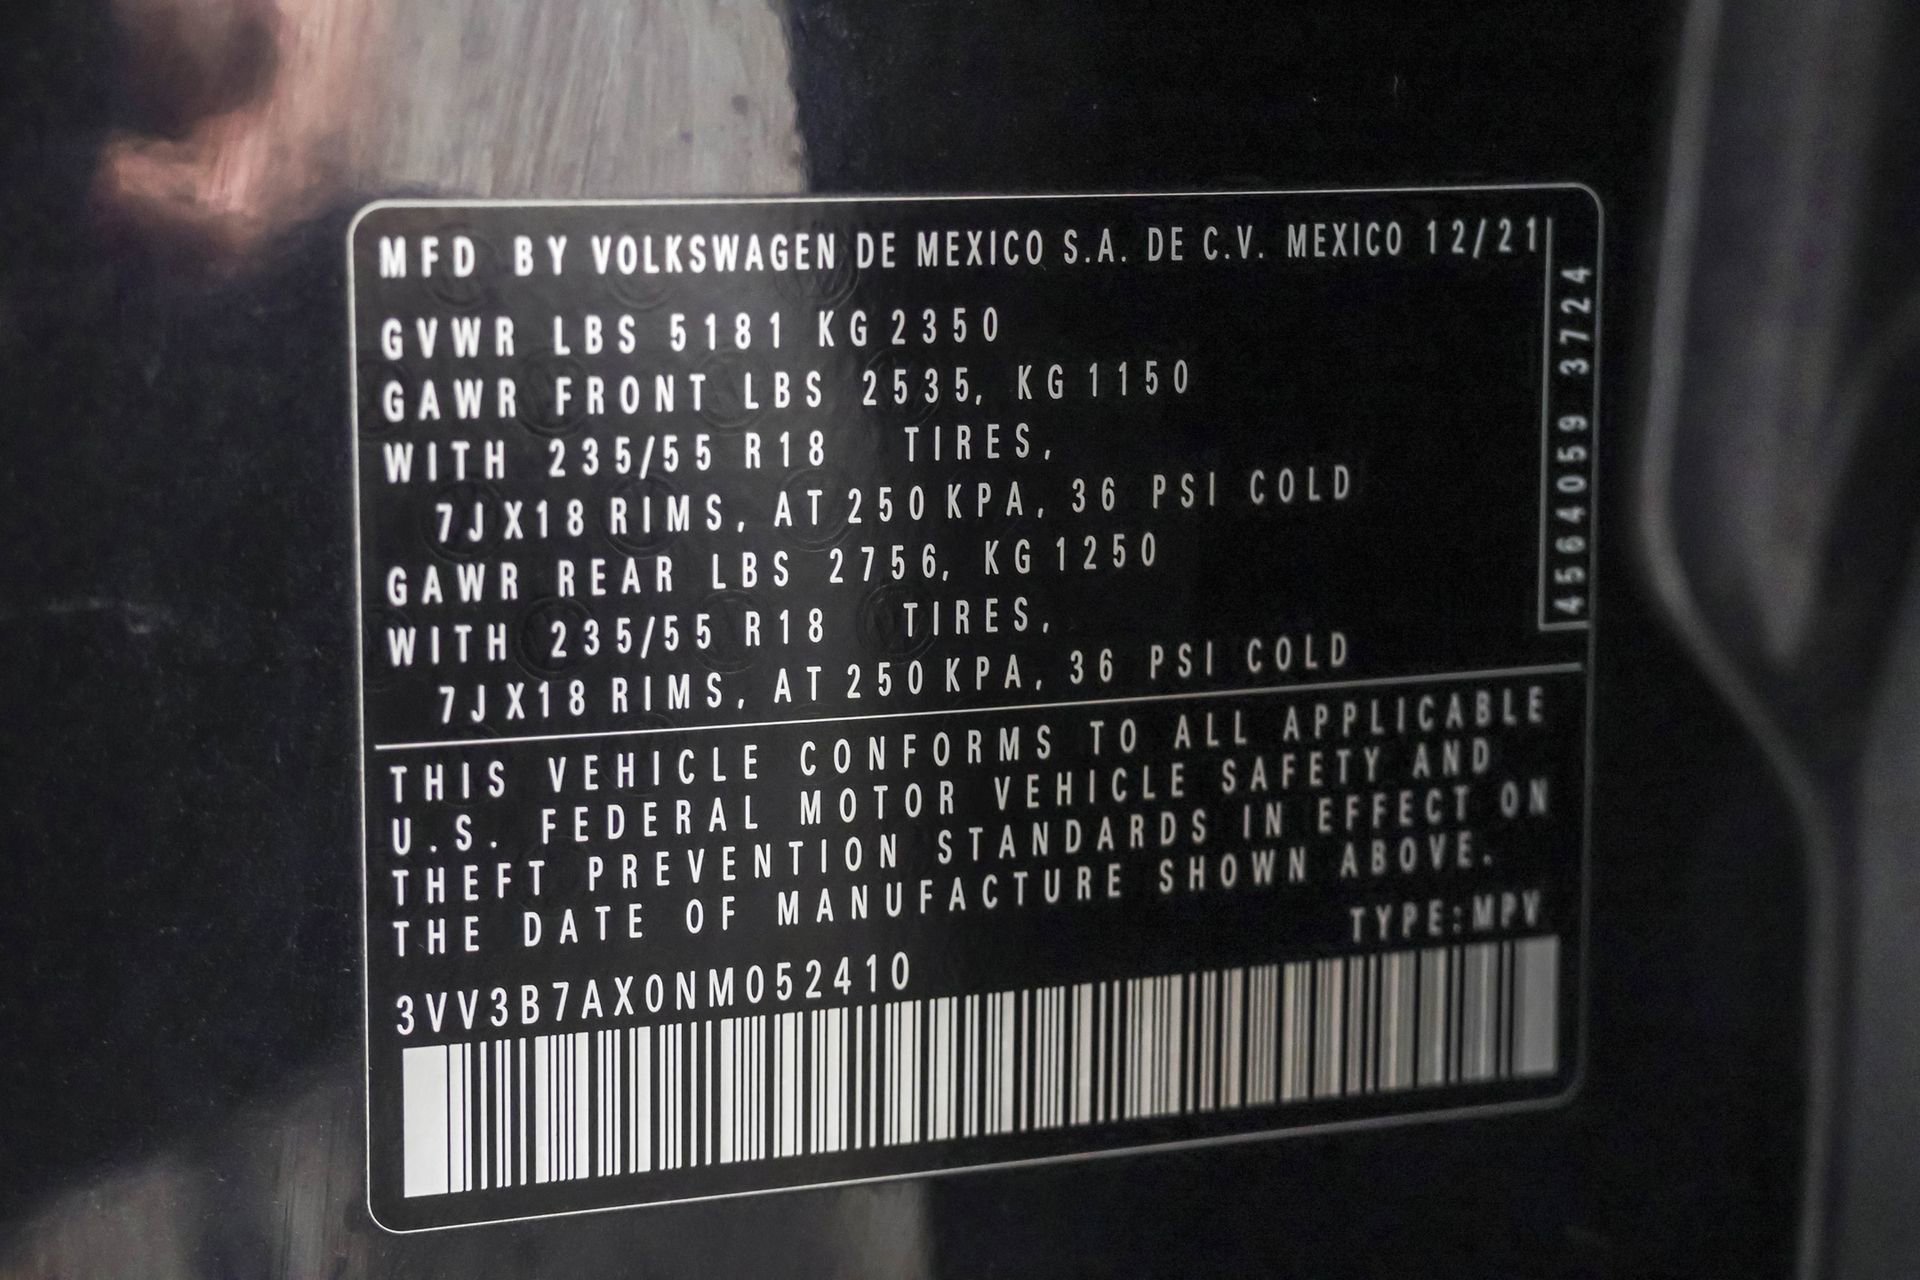 MFD BY VOLKSWAGEN DE MEXICO S.A. DE C.V. MEXICO 12/21
GVWR LBS 5181 KG 2350
GAWR FRONT LBS 2535, KG 1150
WITH 235/55 R18 TIRES,
7JX18 RIMS, AT 250 KPA, 36 PSI COLD
GAWR REAR LBS 2756, KG 1250
WITH 235/55 R18 TIRES,
7JX18 RIMS, AT 250 KPA, 36 PSI COLD
4564059 3724
THIS VEHICLE CONFORMS TO ALL APPLICABLE
U.S. FEDERAL MOTOR VEHICLE SAFETY AND
THEFT PREVENTION STANDARDS IN EFFECT ON
THE DATE OF MANUFACTURE SHOWN ABOVE.
TYPE:MPV
3VV3B7AX0NM052410